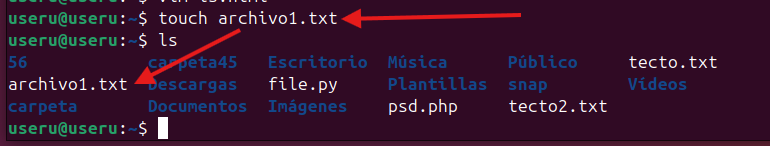 useru@useru:~$ touch archivo1.txt
useru@useru:~$ ls
56 carpeta45 Escritorio Música Público tecto.txt
archivo1.txt Descargas file.py Plantillas snap Vídeos
carpeta Documentos Imágenes psd.php tecto2.txt
useru@useru:~$